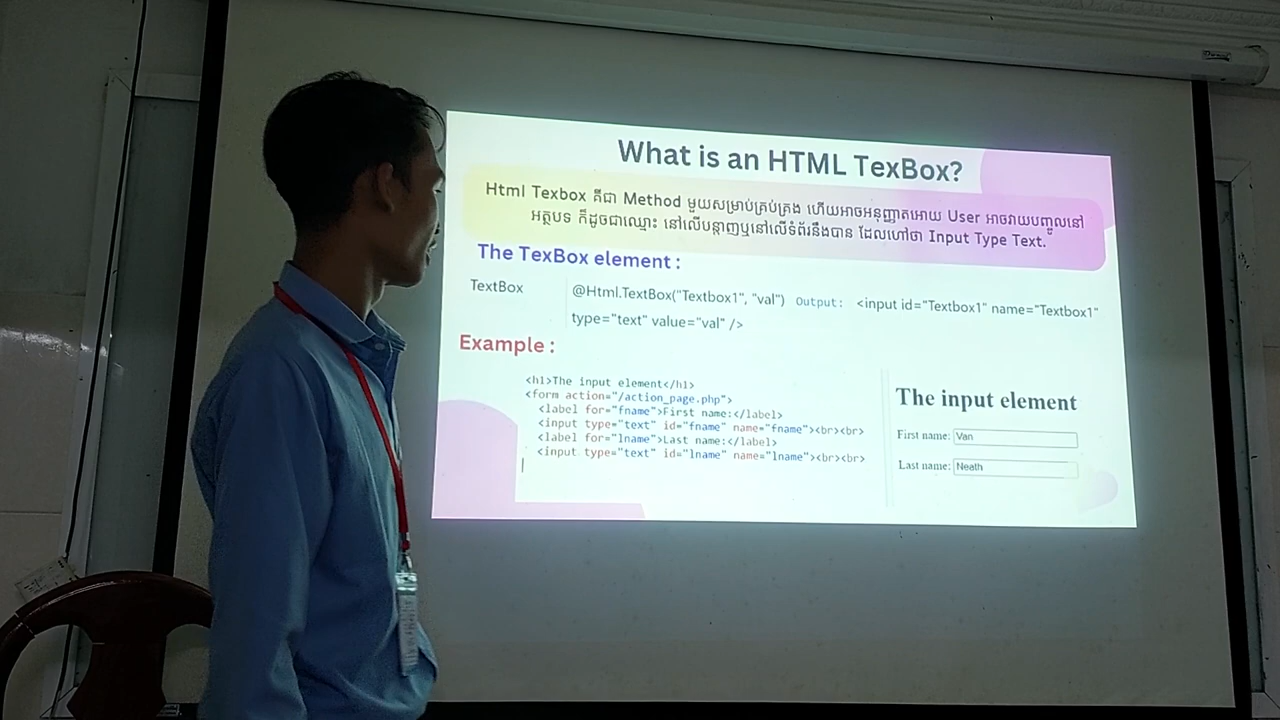 What is an HTML TexBox?
Html Texbox គឺជា Method មួយសម្រាប់គ្រប់គ្រង ហើយអាចអនុញ្ញាតអោយ User អាចវាយបញ្ចូលនៅ
អត្ថបទ ក៏ដូចជាឈ្មោះ នៅលើបន្ទាញឬនៅលើទំព័រនឹងបាន ដែលហៅថា Input Type Text.
The TexBox element :
TextBox
@Html.TextBox("Textbox1", "val") Output: <input id="Textbox1" name="Textbox1"
type="text" value="val" />
Example :
<h1>The input element</h1>
<form action="/action_page.php">
<label for="fname">First name:</label>
<input type="text" id="fname" name="fname"><br><br>
<label for="lname">Last name:</label>
<input type="text" id="lname" name="lname"><br><br>
The input element
First name: Van
Last name: Neath